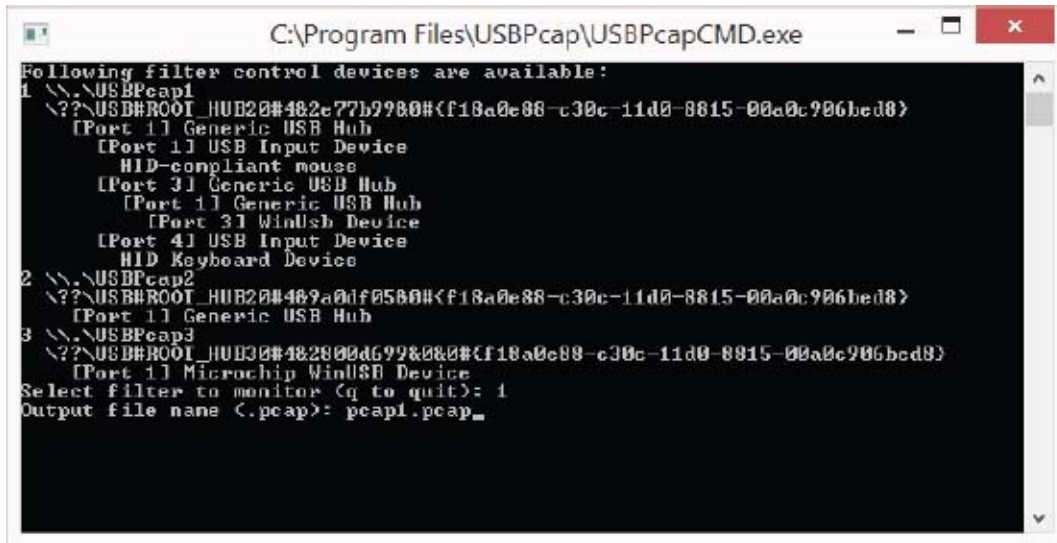 C:\Program Files\USBPcap\USBPcapCMD.exe
Following filter control devices are available:
1 \\.\USBPcap1
\??\USB#ROOT_HUB20#4&2e77b99&0#{f18a0e88-c30c-11d0-8815-00a0c906bed8}
[Port 1] Generic USB Hub
[Port 1] USB Input Device
HID-compliant mouse
[Port 3] Generic USB Hub
[Port 1] Generic USB Hub
[Port 3] WinUsb Device
[Port 4] USB Input Device
HID Keyboard Device
2 \\.\USBPcap2
\??\USB#ROOT_HUB20#4&9a0df05&0#{f18a0e88-c30c-11d0-8815-00a0c906bed8}
[Port 1] Generic USB Hub
3 \\.\USBPcap3
\??\USB#ROOT_HUB30#4&2800d699&0&0#{f18a0e88-c30c-11d0-8815-00a0c906bed8}
[Port 1] Microchip WinUSB Device
Select filter to monitor (q to quit): 1
Output file name (.pcap): pcap1.pcap_